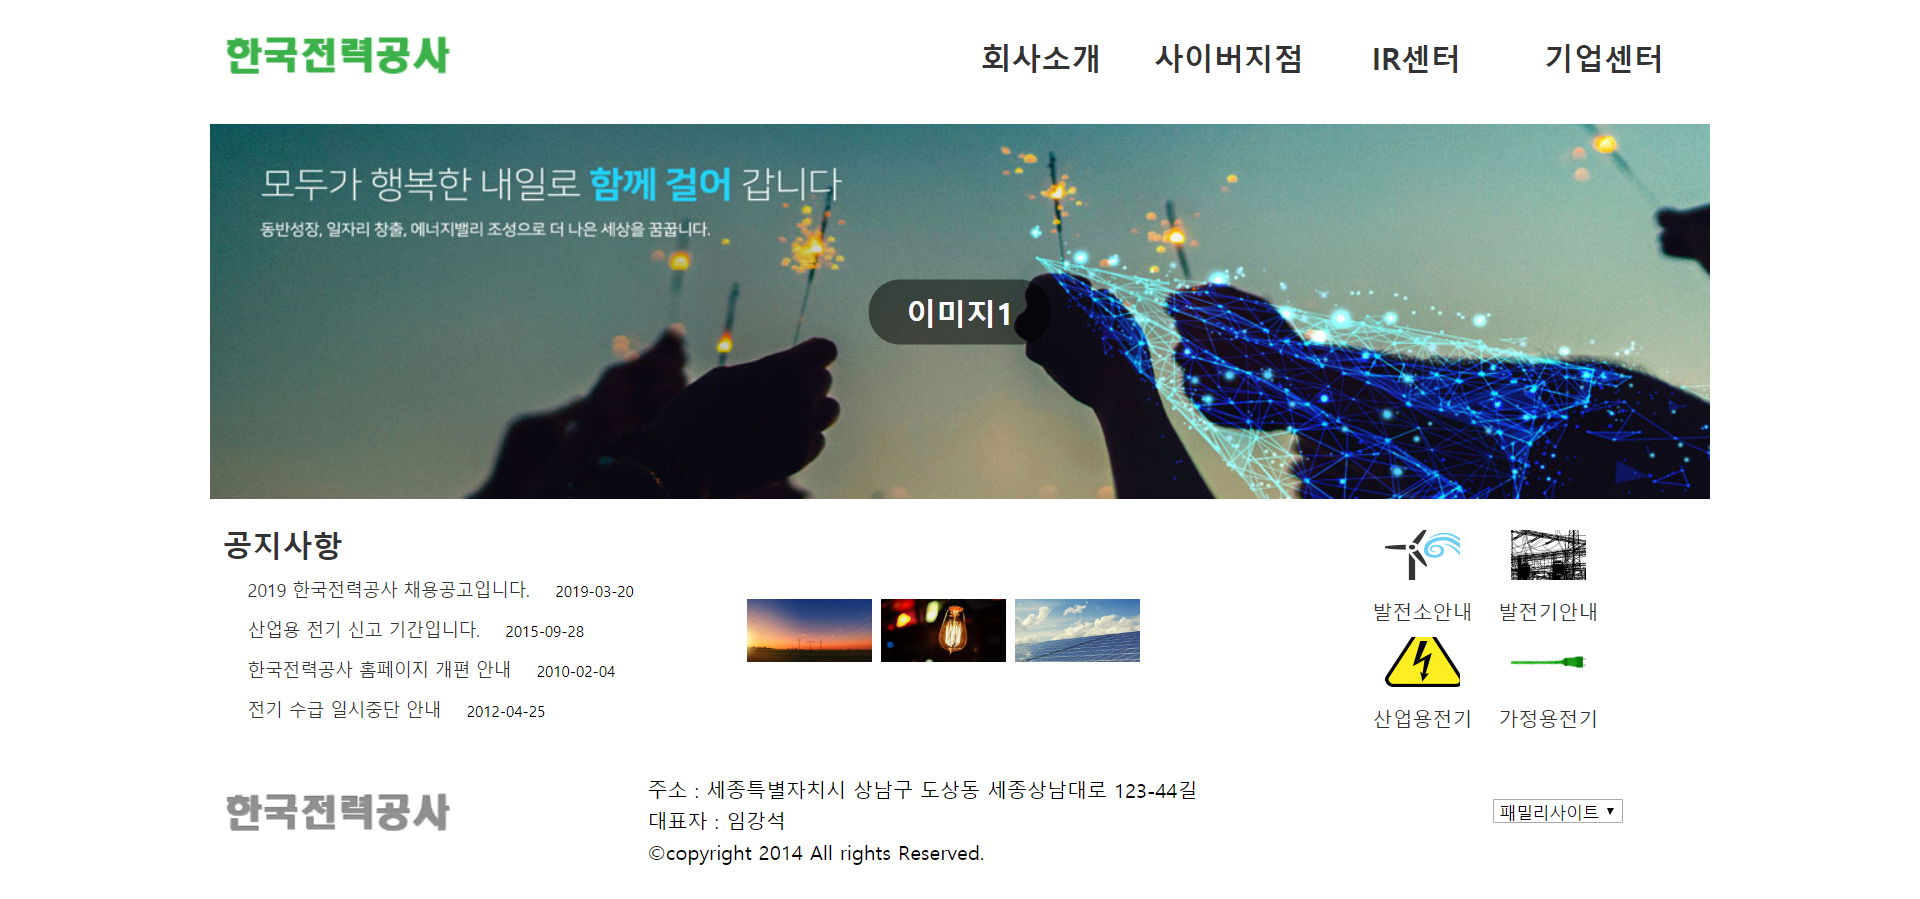 한국전력공사
회사소개 사이버지점 IR센터 기업센터
모두가 행복한 내일로 함께 걸어 갑니다
동반성장, 일자리 창출, 에너지밸리 조성으로 더 나은 세상을 꿈꿉니다.
이미지1
공지사항
2019 한국전력공사 채용공고입니다. 2019-03-20
산업용 전기 신고 기간입니다. 2015-09-28
한국전력공사 홈페이지 개편 안내 2010-02-04
전기 수급 일시중단 안내 2012-04-25
발전소안내 발전기안내
산업용전기 가정용전기
한국전력공사
주소 : 세종특별자치시 상남구 도상동 세종상남대로 123-44길
대표자 : 임강석
©copyright 2014 All rights Reserved.
패밀리사이트